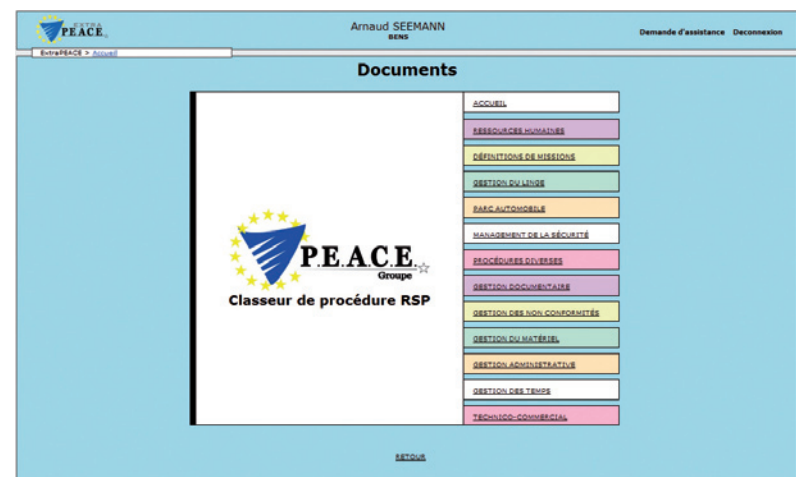 EXTRA
PEACE
Arnaud SEEMANN
BENS
Demande d'assistance Deconnexion
ExtraPEACE > Accueil
Documents
ACCUEIL
RESSOURCES HUMAINES
DÉFINITIONS DE MISSIONS
GESTION DU LINGE
PARC AUTOMOBILE
MANAGEMENT DE LA SÉCURITÉ
PROCÉDURES DIVERSES
GESTION DOCUMENTAIRE
GESTION DES NON CONFORMITÉS
GESTION DU MATÉRIEL
GESTION ADMINISTRATIVE
GESTION DES TEMPS
TECHNICO-COMMERCIAL
P.E.A.C.E.
Groupe
Classeur de procédure RSP
RETOUR